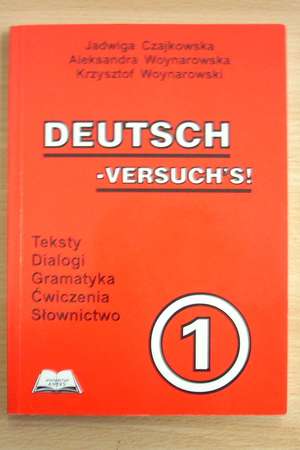 Jadwiga Czajkowska
Aleksandra Woynarowska
Krzysztof Woynarowski
DEUTSCH
-VERSUCH'S!
Teksty
Dialogi
Gramatyka
Ćwiczenia
Słownictwo
1